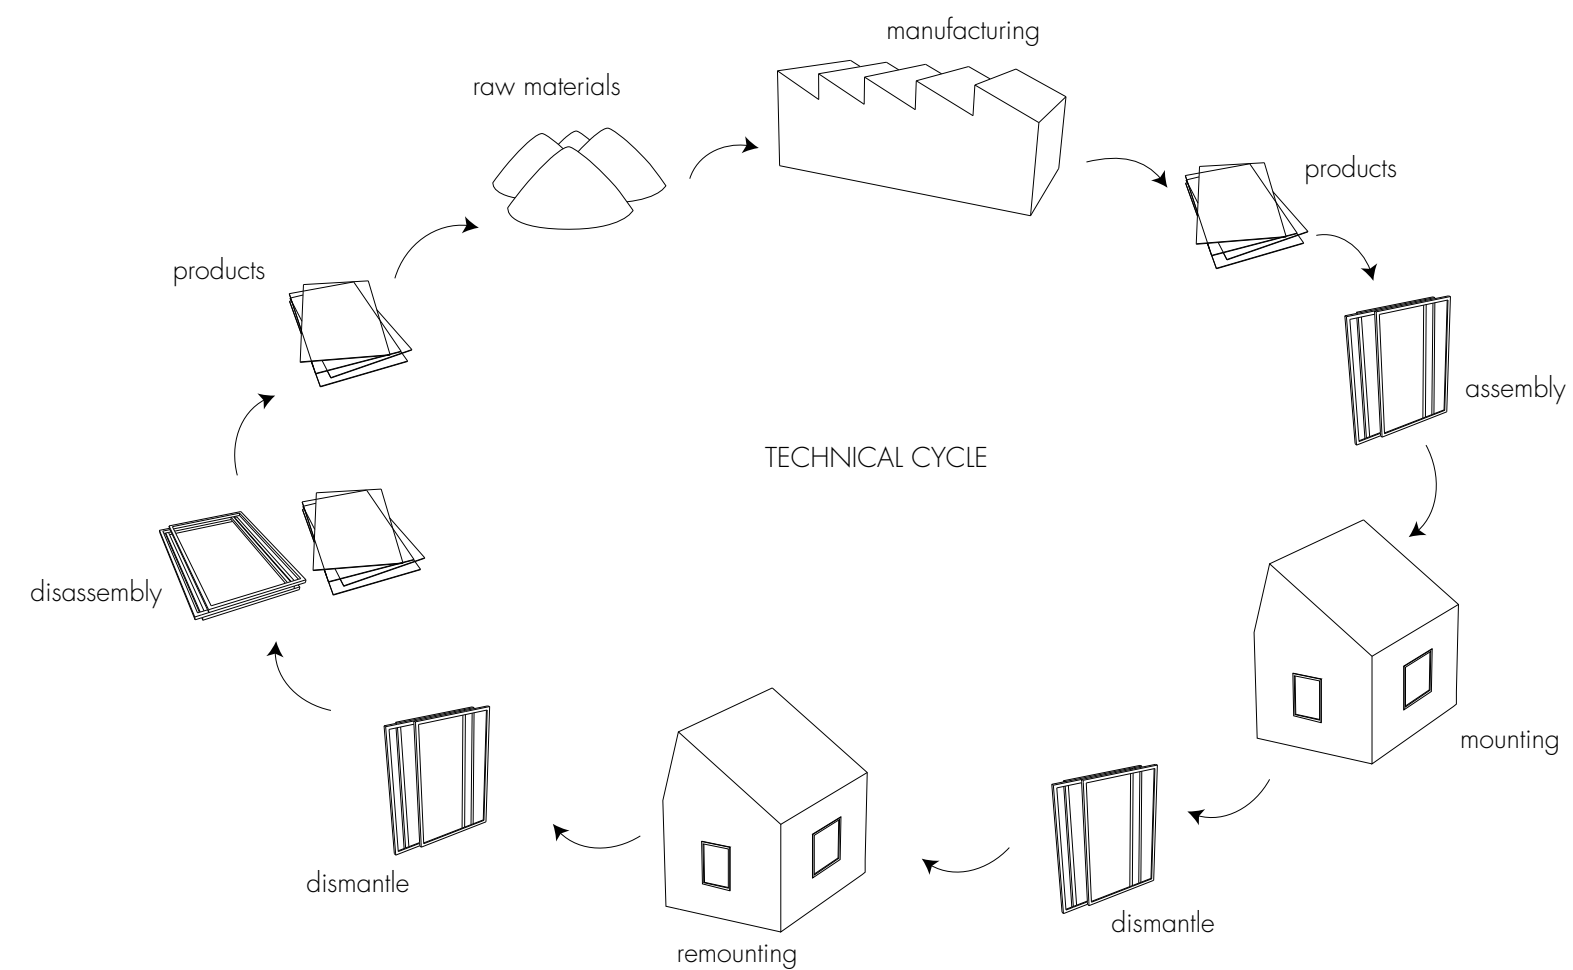 manufacturing
raw materials
products
products
assembly
TECHNICAL CYCLE
disassembly
mounting
dismantle
dismantle
remounting